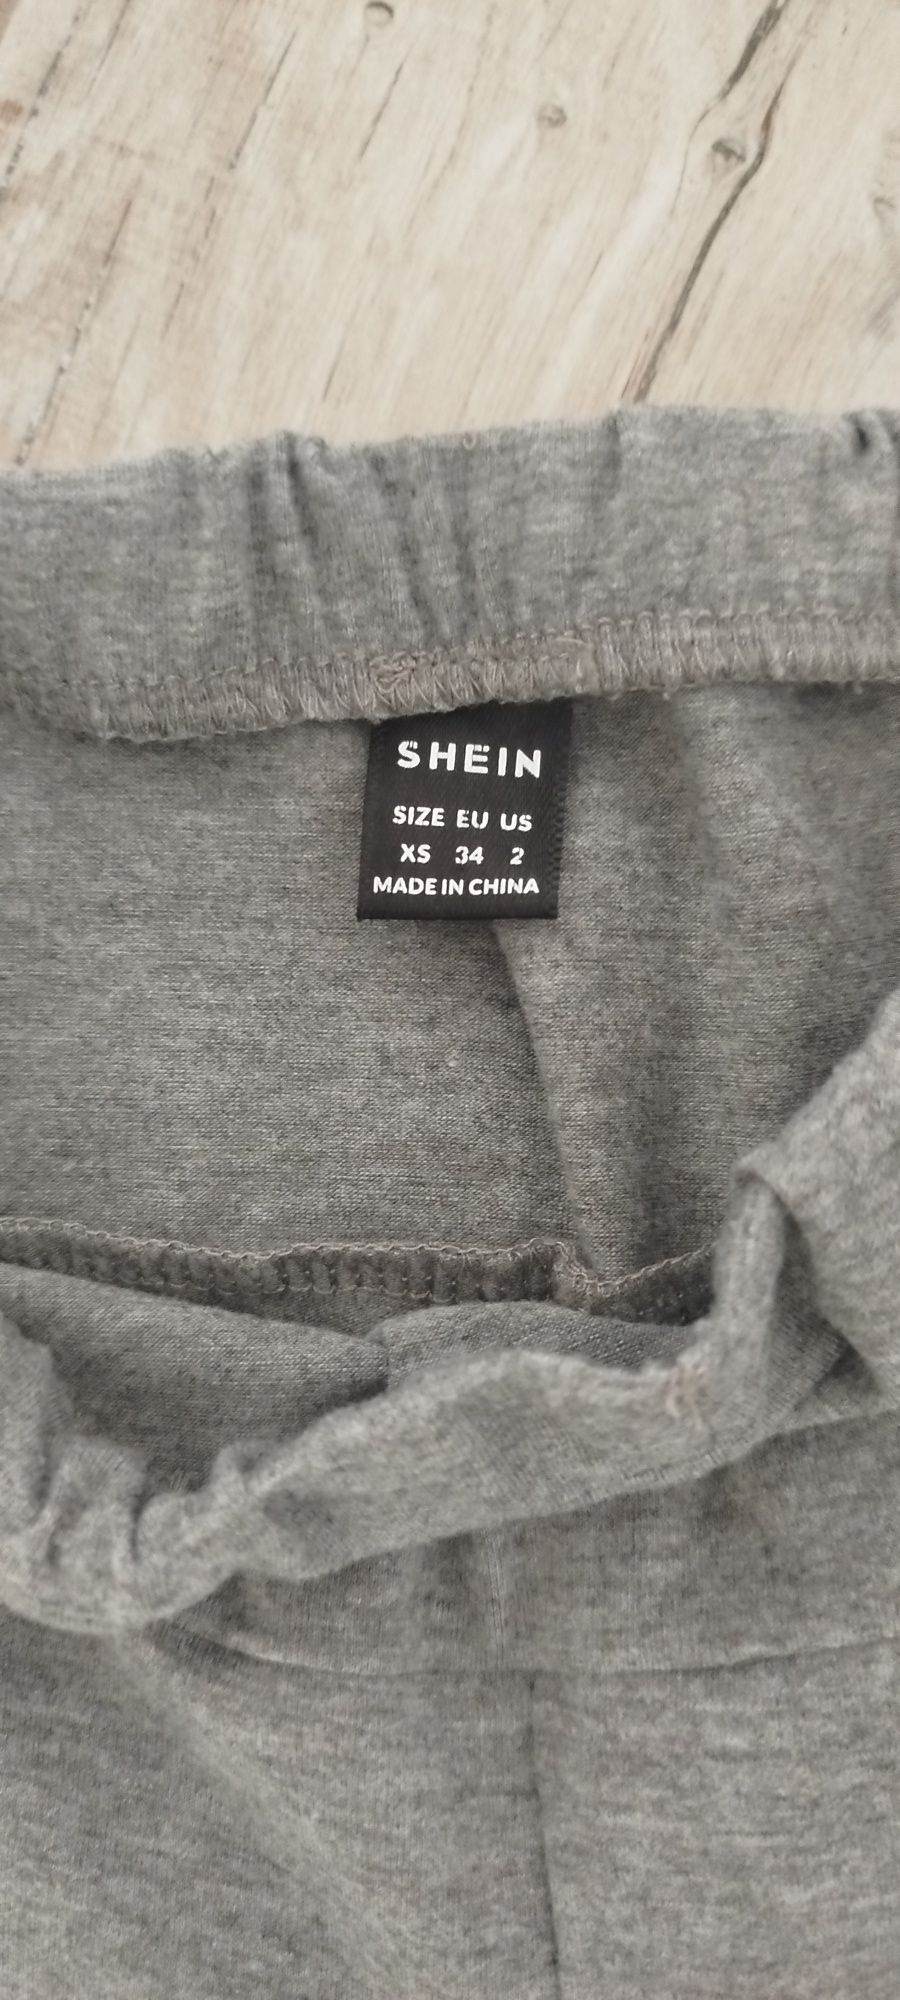 SHEIN
SIZE EU US
XS 34 2
MADE IN CHINA